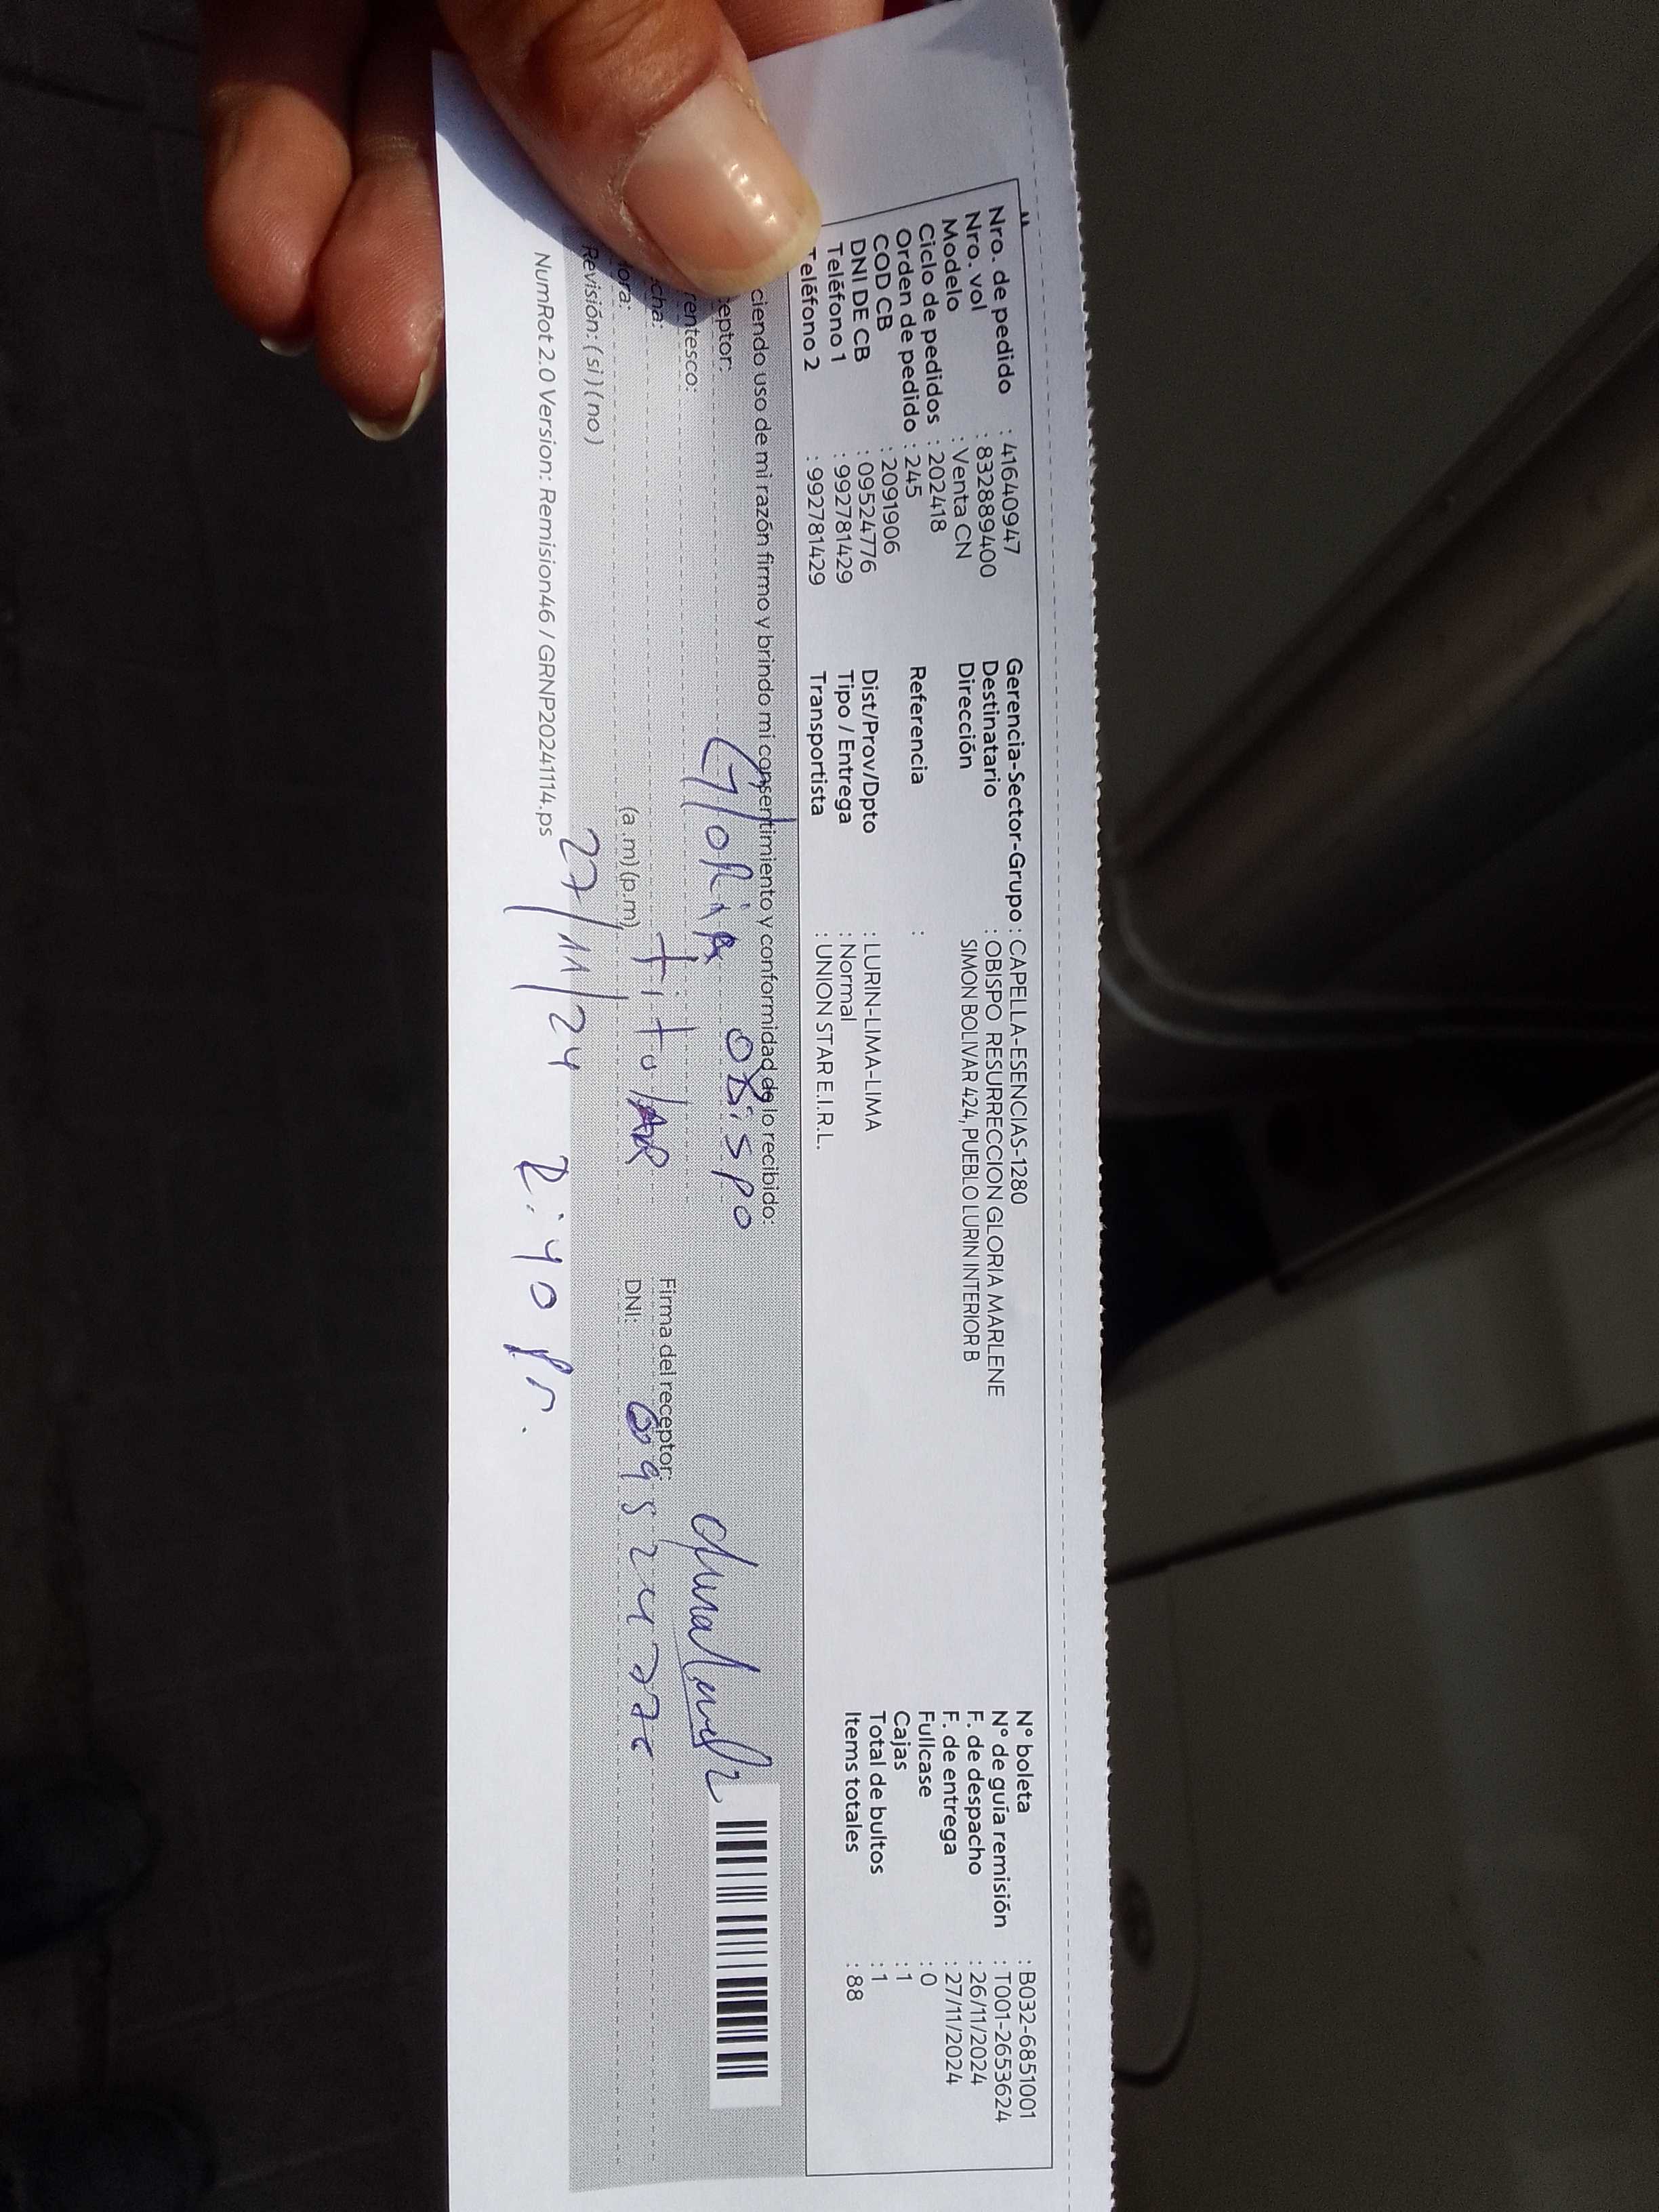 Nro. de pedido : 41640947
Nro. vol : 832889400
Modelo : Venta CN
Ciclo de pedidos : 202418
Orden de pedido : 245
COD CB : 2091906
DNI DE CB : 09524776
Teléfono 1 : 992781429
Teléfono 2 : 992781429
Gerencia-Sector-Grupo : CAPELLA-ESENCIAS-1280
Destinatario : OBISPO RESURRECCION GLORIA MARLENE
Dirección SIMON BOLIVAR 424, PUEBLO LURIN INTERIOR B
Referencia :
Dist/Prov/Dpto : LURIN-LIMA-LIMA
Tipo / Entrega : Normal
Transportista : UNION STAR E.I.R.L.
N° boleta : B032-6851001
N° de guía remisión : T001-2653624
F. de despacho : 26/11/2024
F. de entrega : 27/11/2024
Fullcase : 0
Cajas : 1
Total de bultos : 1
Items totales : 88
ciendo uso de mi razón firmo y brindo mi consentimiento y conformidad de lo recibido:
eptor: Gloria obispo
rentesco: titular
cha:
ora: (a.m)(p.m)
Revisión: (si) (no)
Firma del receptor:
DNI: 09524776
27/11/24 2:40 P.
NumRot 2.0 Version: Remision46 / GRNP20241114.ps